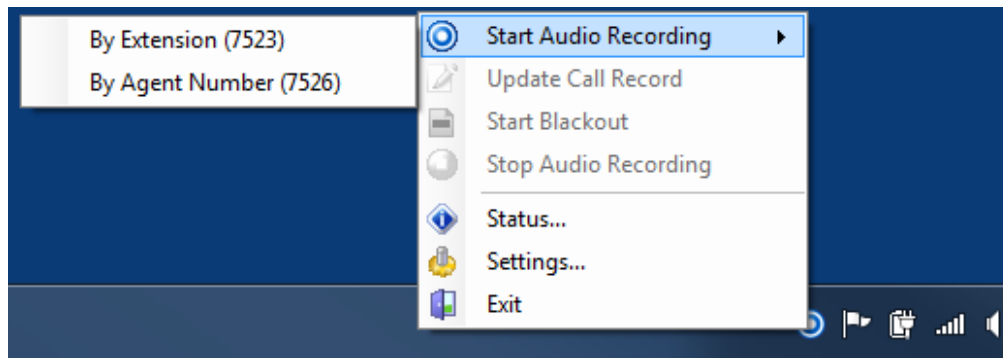 By Extension (7523)
By Agent Number (7526)
Start Audio Recording
Update Call Record
Start Blackout
Stop Audio Recording
Status...
Settings...
Exit